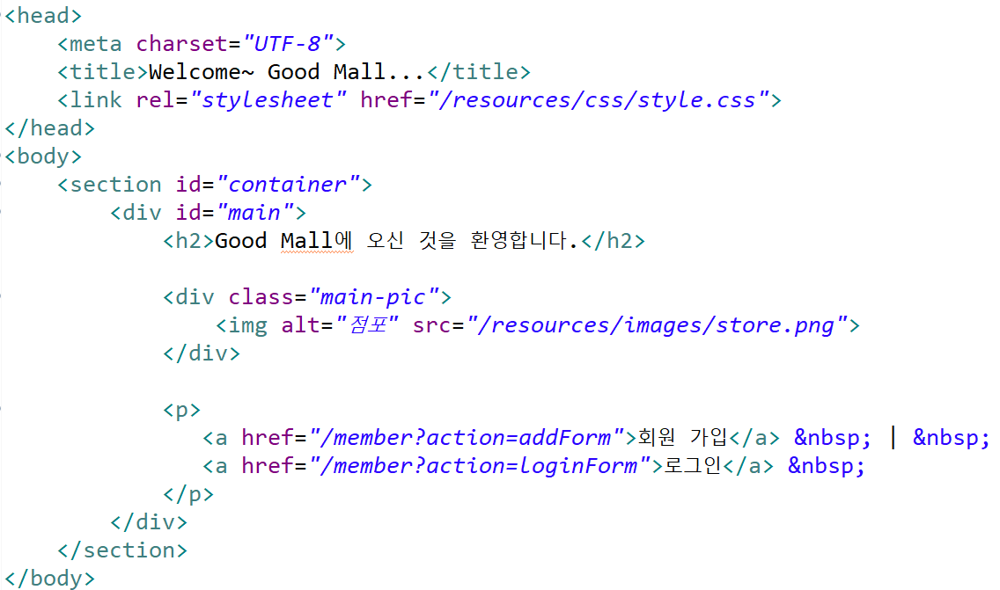 <head>
    <meta charset="UTF-8">
    <title>Welcome~ Good Mall...</title>
    <link rel="stylesheet" href="/resources/css/style.css">
</head>
<body>
    <section id="container">
        <div id="main">
            <h2>Good Mall에 오신 것을 환영합니다.</h2>

            <div class="main-pic">
                <img alt="점포" src="/resources/images/store.png">
            </div>

            <p>
               <a href="/member?action=addForm">회원 가입</a> &nbsp; | &nbsp;
               <a href="/member?action=loginForm">로그인</a> &nbsp;
            </p>
        </div>
    </section>
</body>